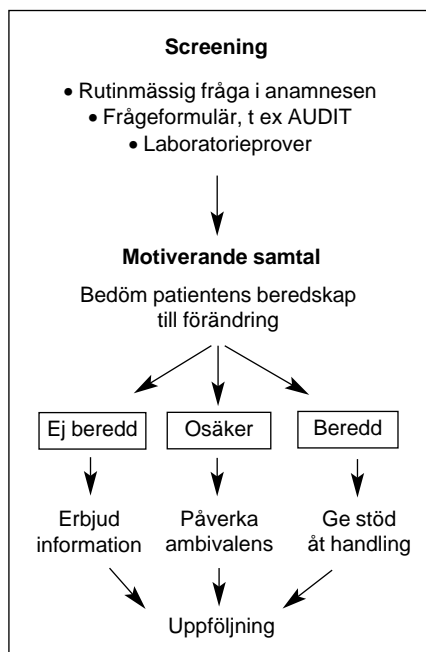 Screening
• Rutinmässig fråga i anamnesen
• Frågeformulär, t ex AUDIT
• Laboratorieprover
Motiverande samtal
Bedöm patientens beredskap
till förändring
Ej beredd
Osäker
Beredd
Erbjud
information
Påverka
ambivalens
Ge stöd
åt handling
Uppföljning